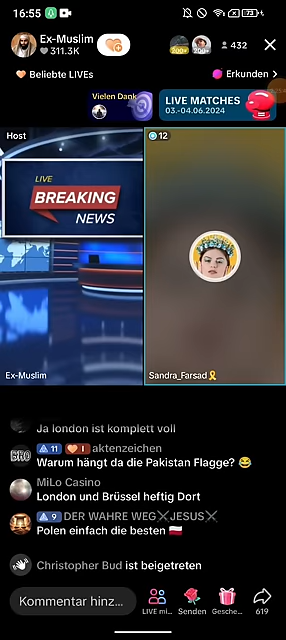 16:55
73
Ex-Muslim
311.3K
200+
200+
432
Beliebte LIVEs
Erkunden >
Vielen Dank
LIVE MATCHES
03.-04.06.2024
Host
12
LIVE
BREAKING
NEWS
Ex-Muslim
Sandra_Farsad🎗
Ja london ist komplett voll
11 1 aktenzeichen
Warum hängt da die Pakistan Flagge? 😂
MiLo Casino
London und Brüssel heftig Dort
9 DER WAHRE WEG⚔JESUS⚔
Polen einfach die besten 🇵🇱
Christopher Bud ist beigetreten
Kommentar hinz...
LIVE mi...
Senden
Gesche...
619